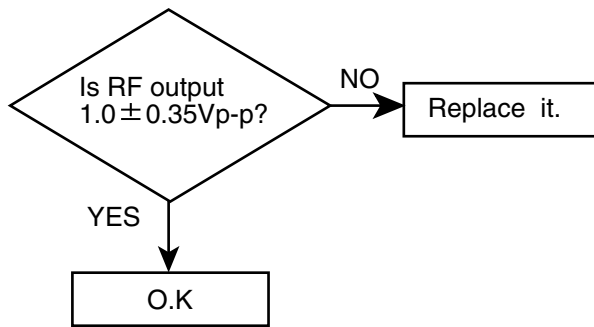 Is RF output
1.0±0.35Vp-p?
NO
Replace it.
YES
O.K